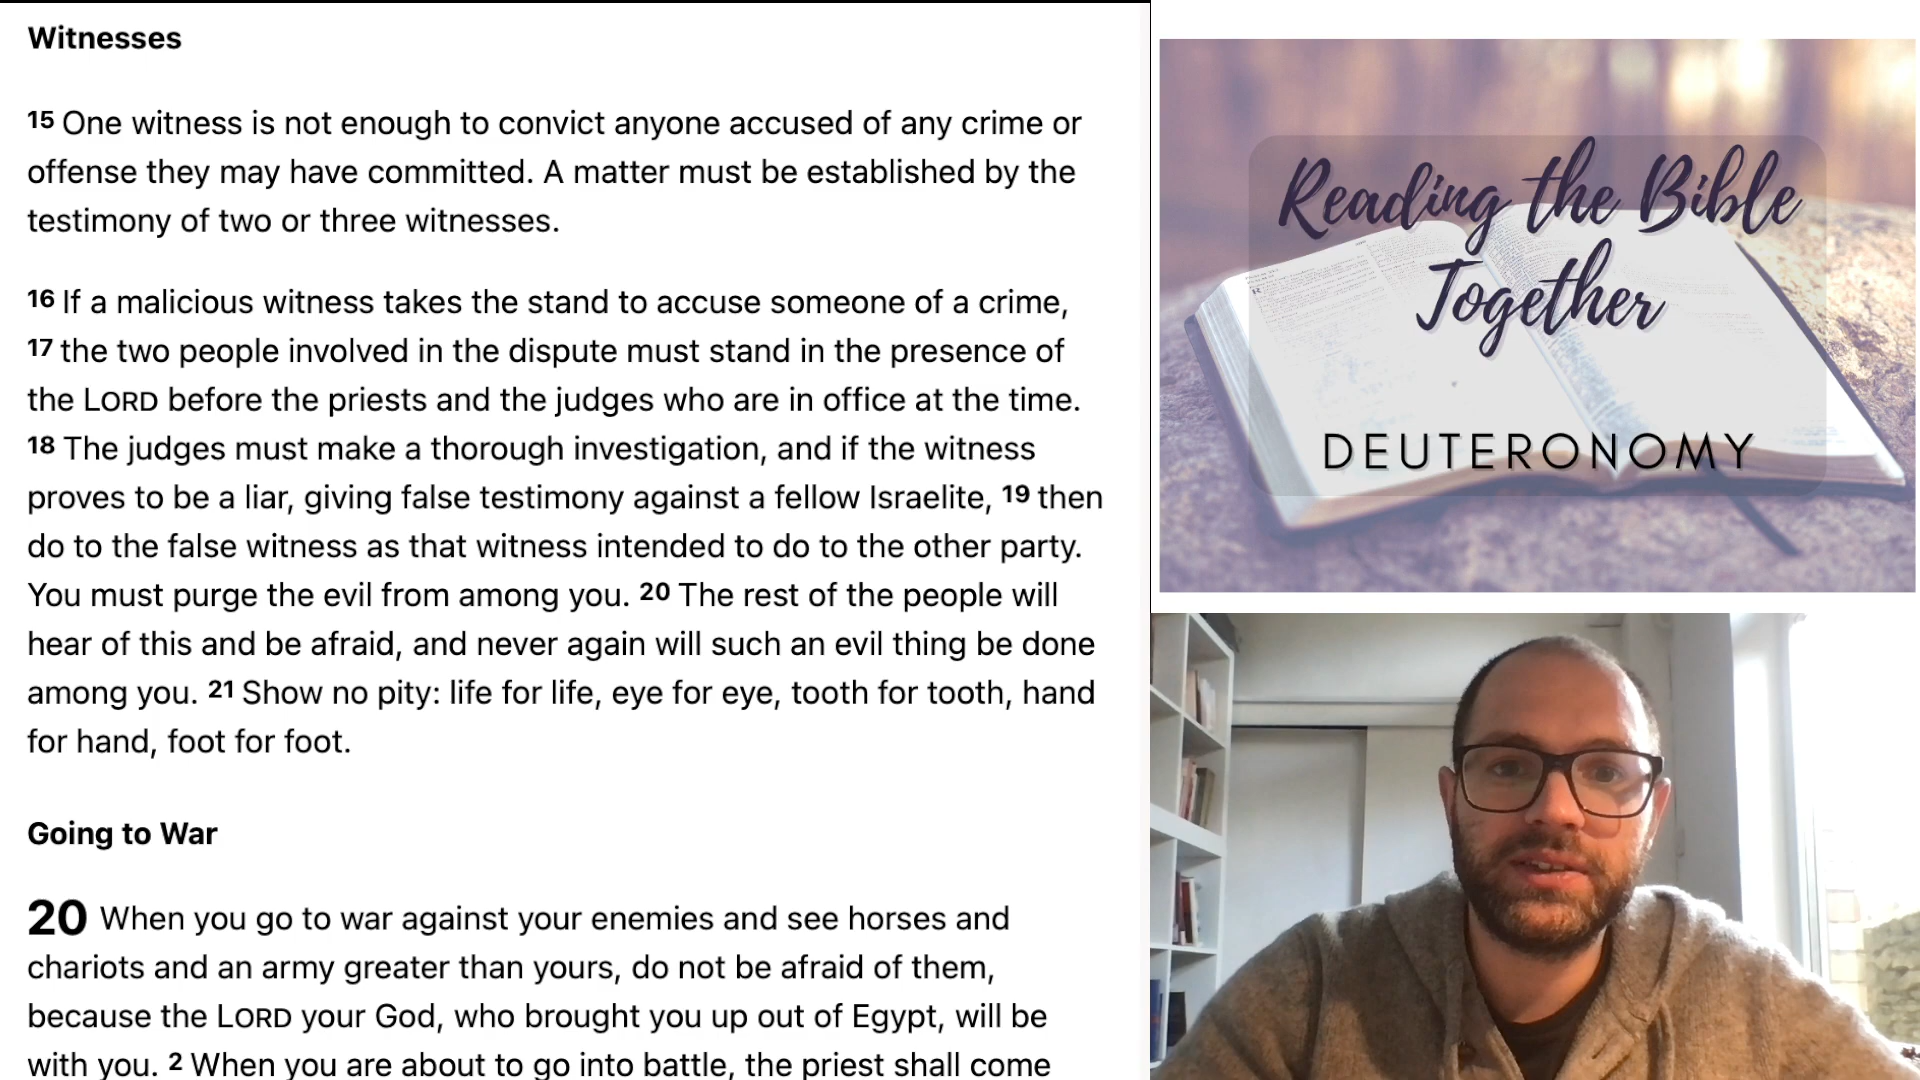 Witnesses
15 One witness is not enough to convict anyone accused of any crime or
offense they may have committed. A matter must be established by the
testimony of two or three witnesses.
16 If a malicious witness takes the stand to accuse someone of a crime,
17 the two people involved in the dispute must stand in the presence of
the LORD before the priests and the judges who are in office at the time.
18 The judges must make a thorough investigation, and if the witness
proves to be a liar, giving false testimony against a fellow Israelite, 19 then
do to the false witness as that witness intended to do to the other party.
You must purge the evil from among you. 20 The rest of the people will
hear of this and be afraid, and never again will such an evil thing be done
among you. 21 Show no pity: life for life, eye for eye, tooth for tooth, hand
for hand, foot for foot.
Going to War
20 When you go to war against your enemies and see horses and
chariots and an army greater than yours, do not be afraid of them,
because the LORD your God, who brought you up out of Egypt, will be
with you. 2 When you are about to go into battle, the priest shall come
Reading the Bible
Together
DEUTERONOMY